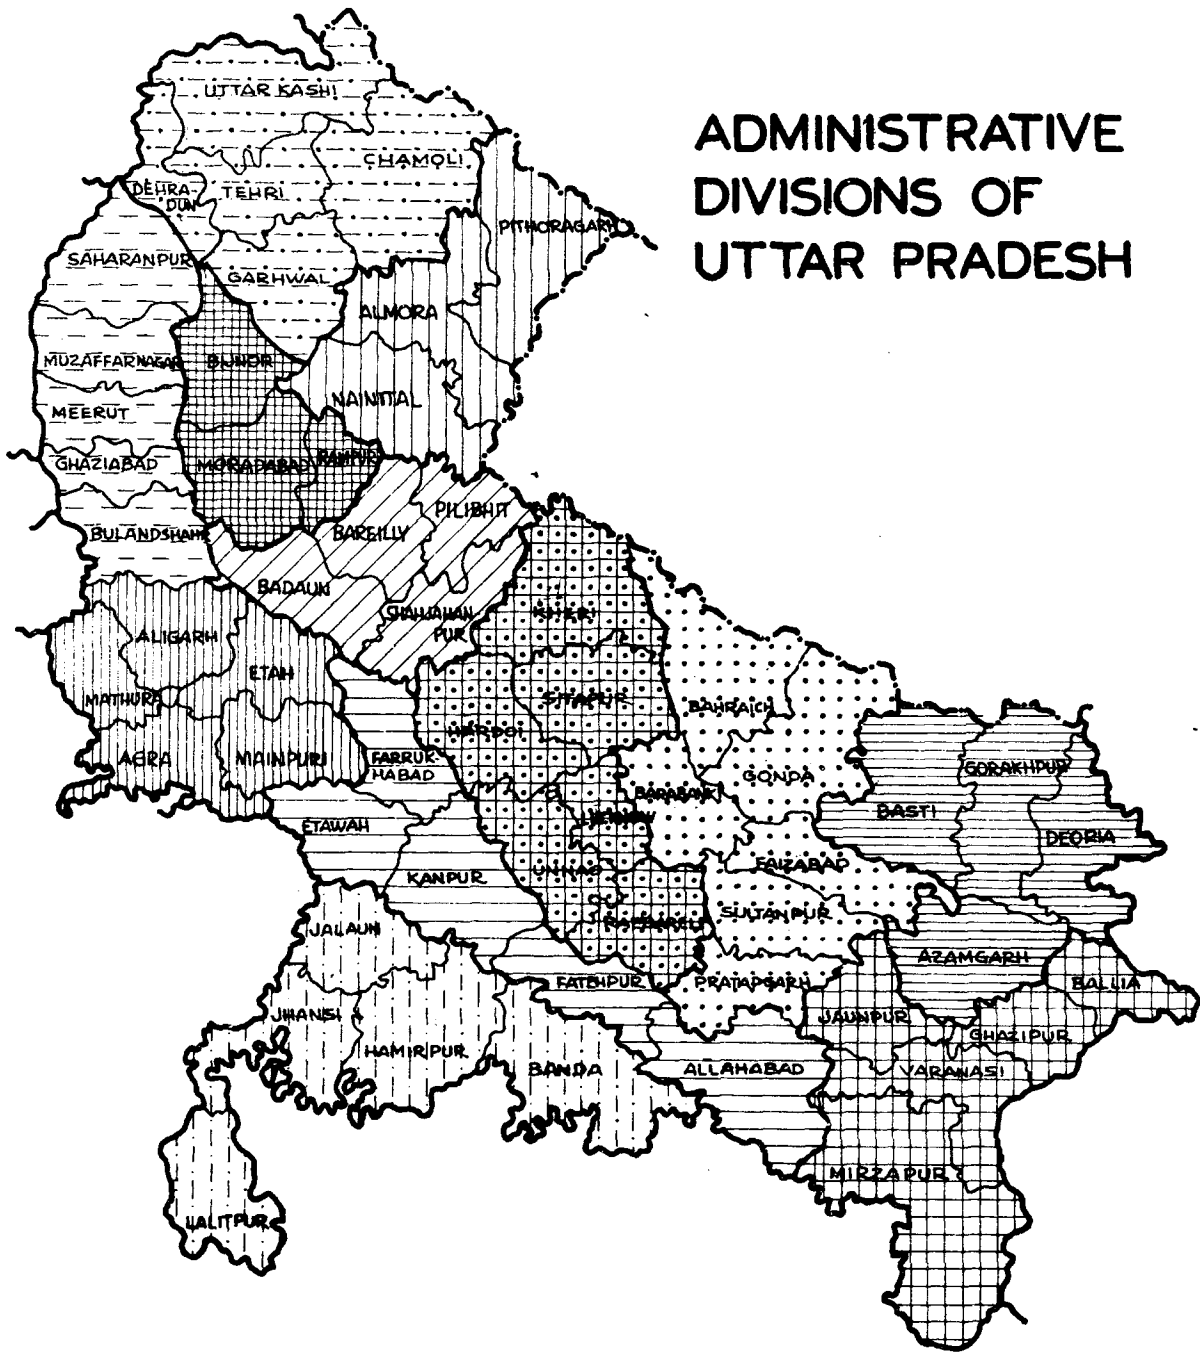 ADMINISTRATIVE
DIVISIONS OF
UTTAR PRADESH
UTTAR KASHI
CHAMOLI
DEHRA-
DUN
TEHRI
PITHORAGARH
SAHARANPUR
GARHWAL
ALMORA
MUZAFFARNAGAR
BIJNOR
NAINITAL
MEERUT
GHAZIABAD
MORADABAD
RAMPUR
BULANDSHAHR
BAREILLY
PILIBHIT
BADAUN
SHAHJAHAN
PUR
KHERI
ALIGARH
ETAH
MATHURA
SITAPUR
BAHRAICH
HARDOI
AGRA
MAINPURI
FARRUK-
HABAD
GONDA
GORAKHPUR
BARABANKI
BASTI
LUCKNOW
DEORIA
ETAWAH
KANPUR
UNNAO
FAIZABAD
SULTANPUR
JALAUN
RAEBARELI
AZAMGARH
FATEHPUR
PRATAPGARH
BALLIA
JHANSI
JAUNPUR
GHAZIPUR
HAMIRPUR
BANDA
ALLAHABAD
VARANASI
MIRZAPUR
LALITPUR